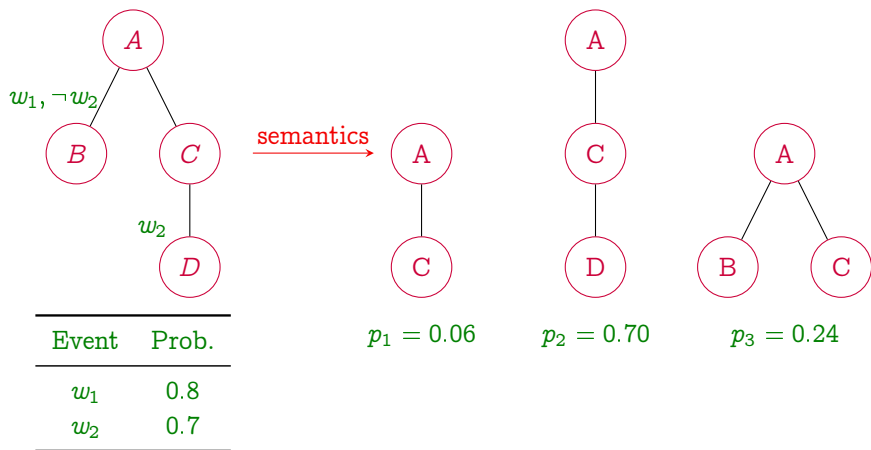 A
w₁, ¬w₂
B
C
w₂
D
Event Prob.
w₁ 0.8
w₂ 0.7
semantics
A
C
p₁ = 0.06
A
C
D
p₂ = 0.70
A
B C
p₃ = 0.24